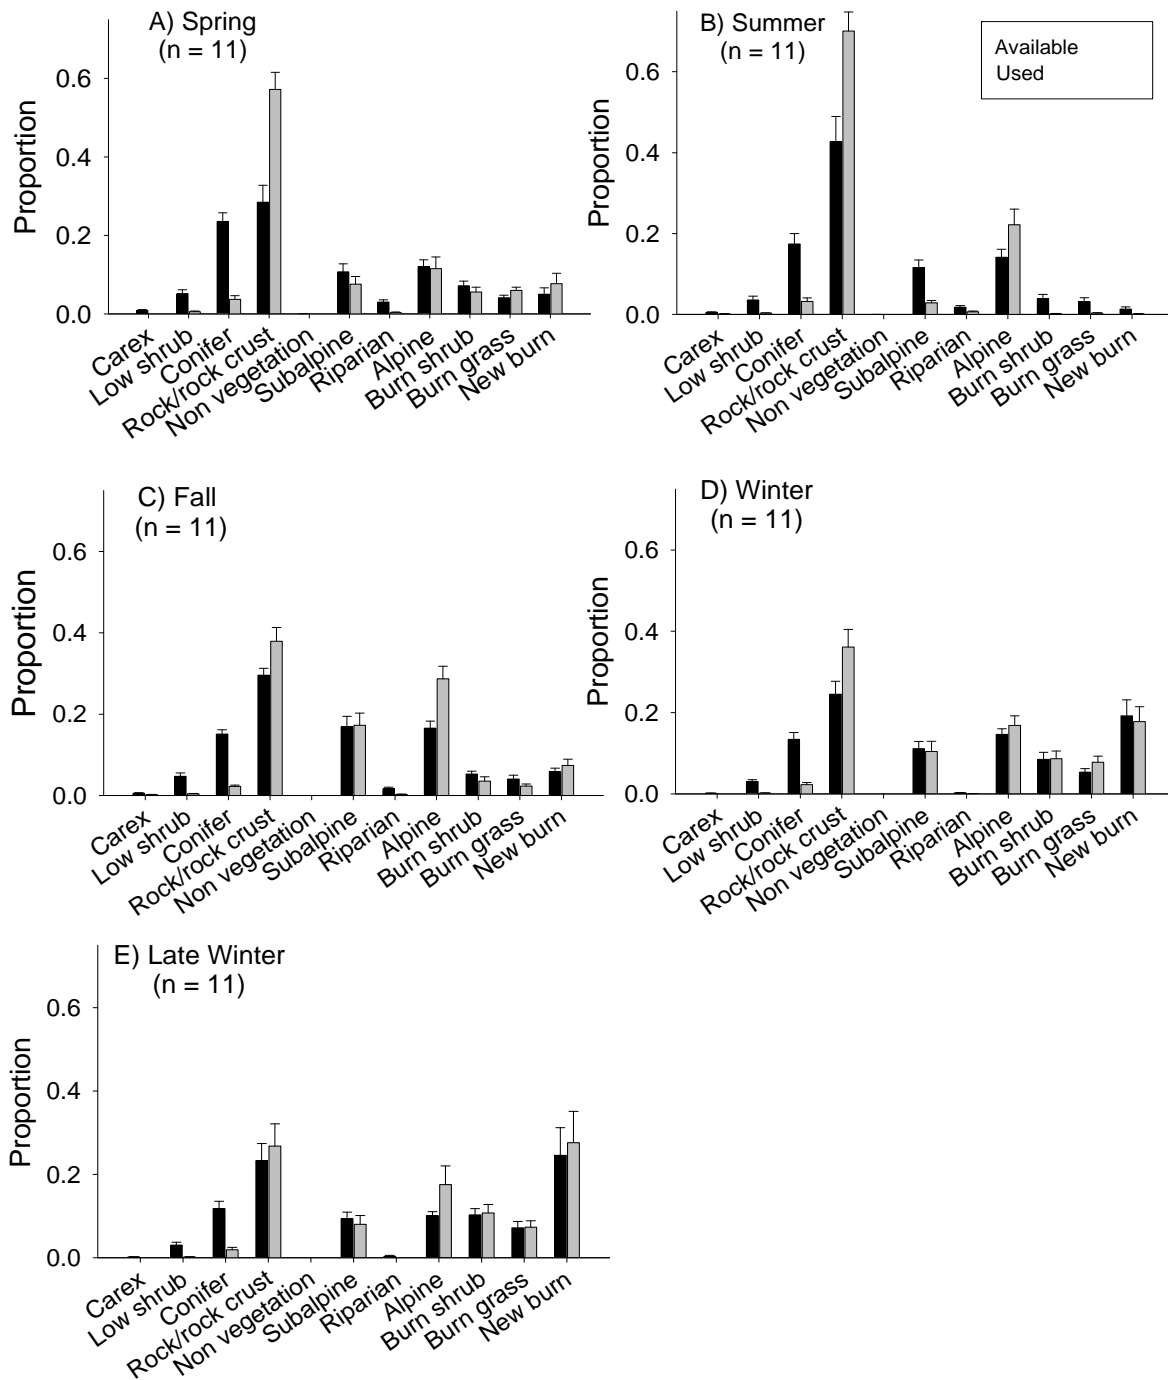 A) Spring
(n = 11)
Proportion
0.6
0.4
0.2
0.0
Carex
Low shrub
Conifer
Rock/rock crust
Non vegetation
Subalpine
Riparian
Alpine
Burn shrub
Burn grass
New burn
B) Summer
(n = 11)
Available
Used
Proportion
0.6
0.4
0.2
0.0
Carex
Low shrub
Conifer
Rock/rock crust
Non vegetation
Subalpine
Riparian
Alpine
Burn shrub
Burn grass
New burn
C) Fall
(n = 11)
Proportion
0.6
0.4
0.2
0.0
Carex
Low shrub
Conifer
Rock/rock crust
Non vegetation
Subalpine
Riparian
Alpine
Burn shrub
Burn grass
New burn
D) Winter
(n = 11)
Proportion
0.6
0.4
0.2
0.0
Carex
Low shrub
Conifer
Rock/rock crust
Non vegetation
Subalpine
Riparian
Alpine
Burn shrub
Burn grass
New burn
E) Late Winter
(n = 11)
Proportion
0.6
0.4
0.2
0.0
Carex
Low shrub
Conifer
Rock/rock crust
Non vegetation
Subalpine
Riparian
Alpine
Burn shrub
Burn grass
New burn